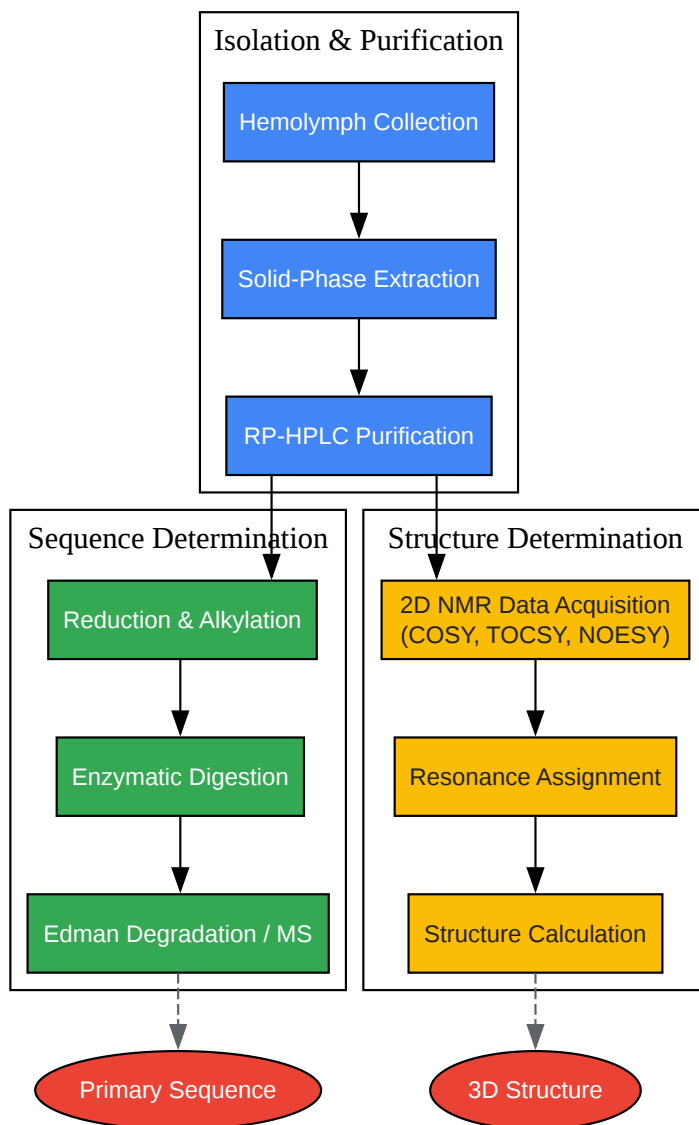 Isolation & Purification
Hemolymph Collection
Solid-Phase Extraction
RP-HPLC Purification
Sequence Determination
Reduction & Alkylation
Enzymatic Digestion
Edman Degradation / MS
Primary Sequence
Structure Determination
2D NMR Data Acquisition
(COSY, TOCSY, NOESY)
Resonance Assignment
Structure Calculation
3D Structure